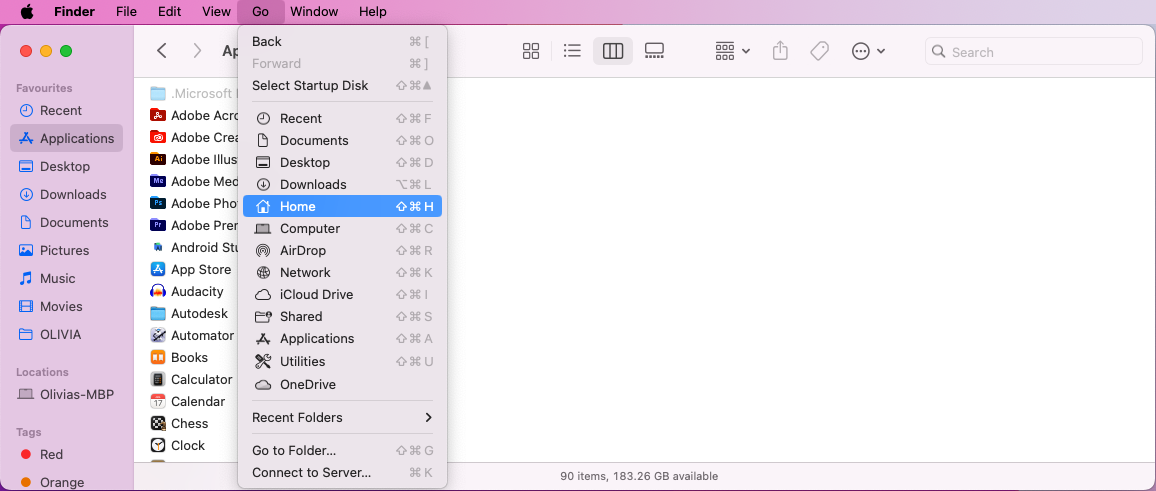 Finder File Edit View Go Window Help
Back ⌘ [
Forward ⌘ ]
Select Startup Disk ⇧⌘▲
Recent ⇧⌘F
Documents ⇧⌘O
Desktop ⇧⌘D
Downloads ⌥⌘L
Home ⇧⌘H
Computer ⇧⌘C
AirDrop ⇧⌘R
Network ⇧⌘K
iCloud Drive ⇧⌘I
Shared ⇧⌘S
Applications ⇧⌘A
Utilities ⇧⌘U
OneDrive
Recent Folders
Go to Folder... ⇧⌘G
Connect to Server... ⌘K
Search
Favourites
Recent
Applications
Desktop
Downloads
Documents
Pictures
Music
Movies
OLIVIA
Locations
Olivias-MBP
Tags
Red
Orange
Ap
.Microsoft
Adobe Acro
Adobe Crea
Adobe Illust
Adobe Med
Adobe Pho
Adobe Prem
Android Stu
App Store
Audacity
Autodesk
Automator
Books
Calculator
Calendar
Chess
Clock
90 items, 183.26 GB available